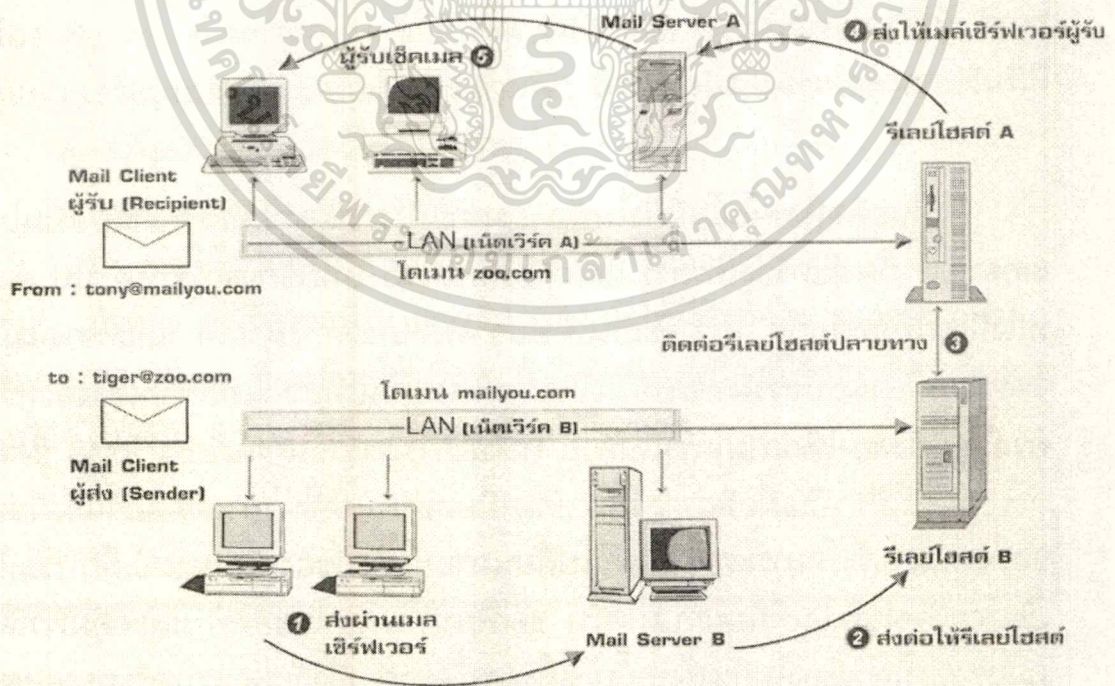 Mail Server A
❹ ส่งให้เมล์เซิร์ฟเวอร์ผู้รับ
ผู้รับเช็คเมล ❺
รีเลย์โฮสต์ A
Mail Client
ผู้รับ (Recipient)
LAN (เน็ตเวิร์ค A)
โดเมน zoo.com
From : tony@mailyou.com
ติดต่อรีเลย์โฮสต์ปลายทาง ❸
to : tiger@zoo.com
โดเมน mailyou.com
LAN (เน็ตเวิร์ค B)
Mail Client
ผู้ส่ง (Sender)
รีเลย์โฮสต์ B
❶ ส่งผ่านเมล
เซิร์ฟเวอร์
Mail Server B
❷ ส่งต่อให้รีเลย์โฮสต์